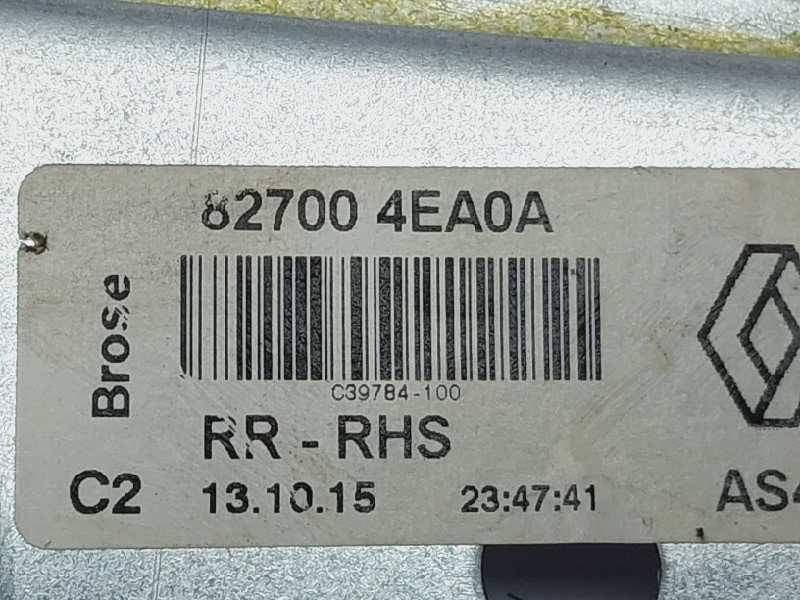 82700 4EA0A
Brose
C39784-100
RR - RHS
C2 13.10.15 23:47:41 AS4